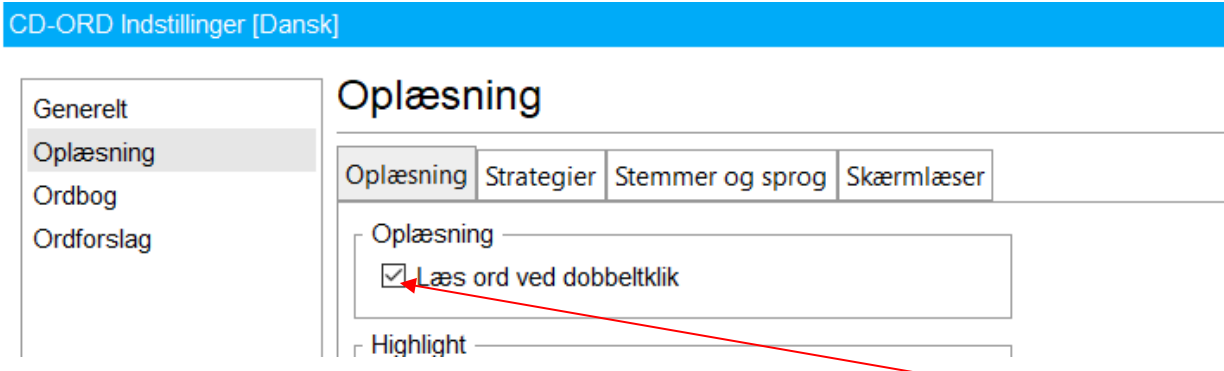 CD-ORD Indstillinger [Dansk]
Generelt
Oplæsning
Ordbog
Ordforslag
Oplæsning
Oplæsning Strategier Stemmer og sprog Skærmlæser
Oplæsning
Læs ord ved dobbeltklik
Highlight